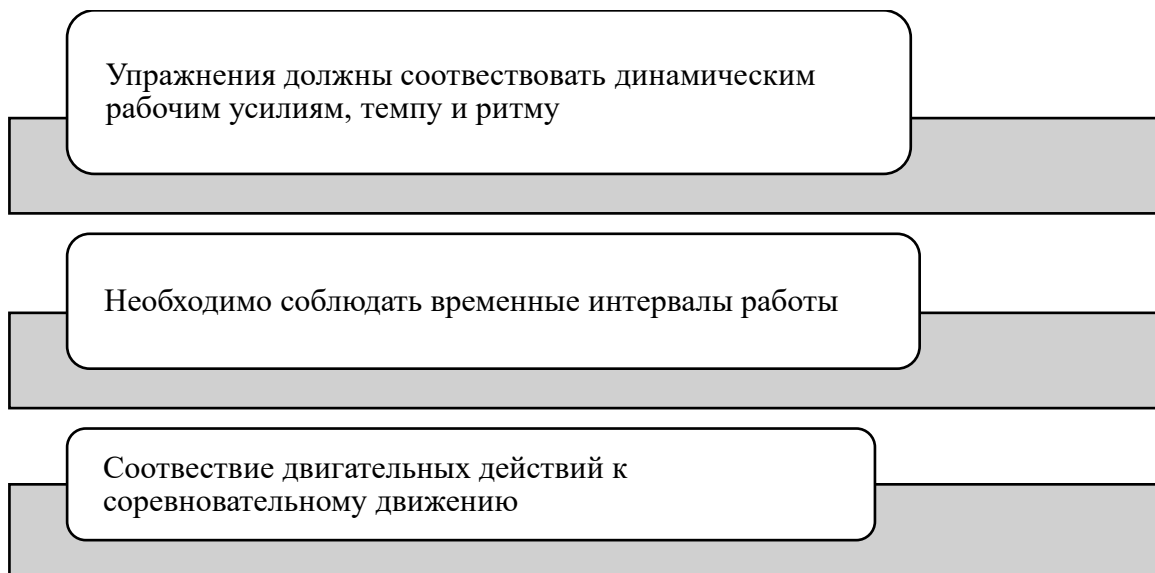 Упражнения должны соотвествовать динамическим
рабочим усилиям, темпу и ритму
Необходимо соблюдать временные интервалы работы
Соотвествие двигательных действий к
соревновательному движению